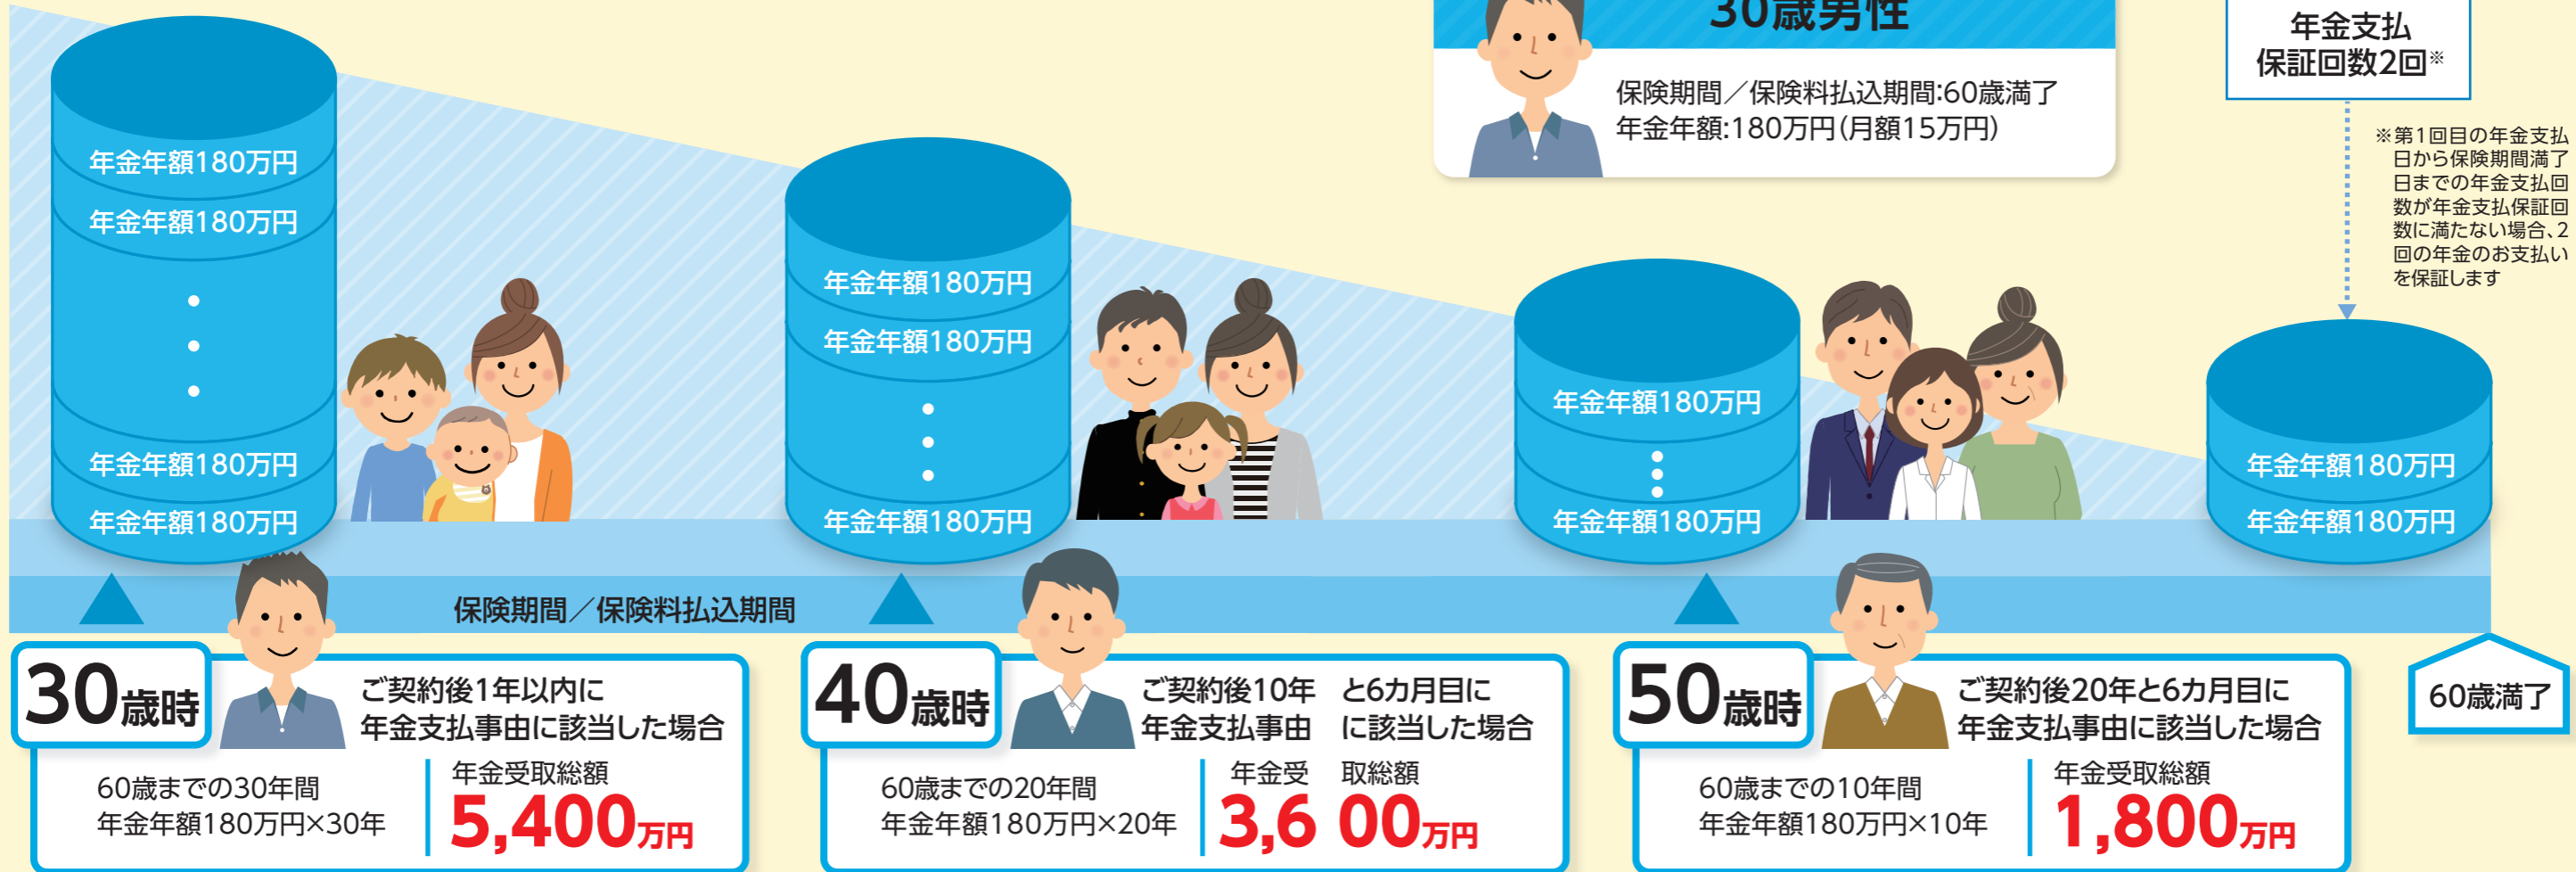 30歳男性
保険期間／保険料払込期間:60歳満了
年金年額:180万円(月額15万円)
年金支払
保証回数2回※
※第1回目の年金支払
日から保険期間満了
日までの年金支払回
数が年金支払保証回
数に満たない場合、2
回の年金のお支払い
を保証します
年金年額180万円
年金年額180万円
年金年額180万円
年金年額180万円
年金年額180万円
年金年額180万円
年金年額180万円
年金年額180万円
年金年額180万円
年金年額180万円
年金年額180万円
保険期間／保険料払込期間
30歳時
ご契約後1年以内に
年金支払事由に該当した場合
60歳までの30年間
年金年額180万円×30年
年金受取総額
5,400万円
40歳時
ご契約後10年 と6カ月目に
年金支払事由 に該当した場合
60歳までの20年間
年金年額180万円×20年
年金受 取総額
3,6 00万円
50歳時
ご契約後20年と6カ月目に
年金支払事由に該当した場合
60歳までの10年間
年金年額180万円×10年
年金受取総額
1,800万円
60歳満了